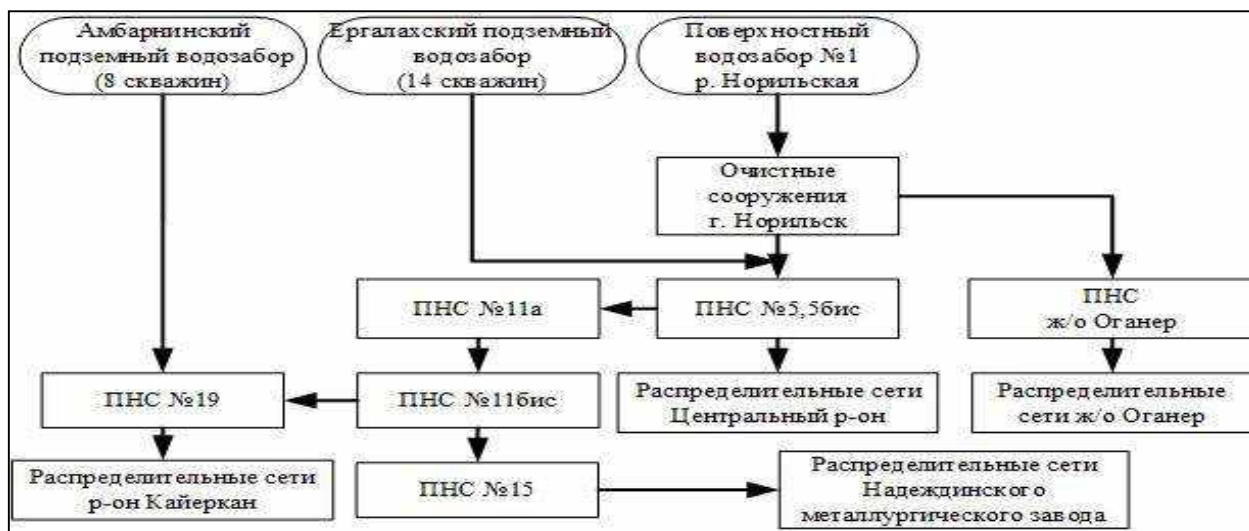 Амбарнинский
подземный водозабор
(8 скважин)
Ергалахский подземный
водозабор
(14 скважин)
Поверхностный
водозабор №1
р. Норильская
Очистные
сооружения
г. Норильск
ПНС №11а
ПНС №5,5бис
ПНС
ж/о Оганер
ПНС №19
ПНС №11бис
Распределительные сети
Центральный р-он
Распределительные
сети ж/о Оганер
Распределительные сети
р-он Кайеркан
ПНС №15
Распределительные сети
Надеждинского
металлургического завода